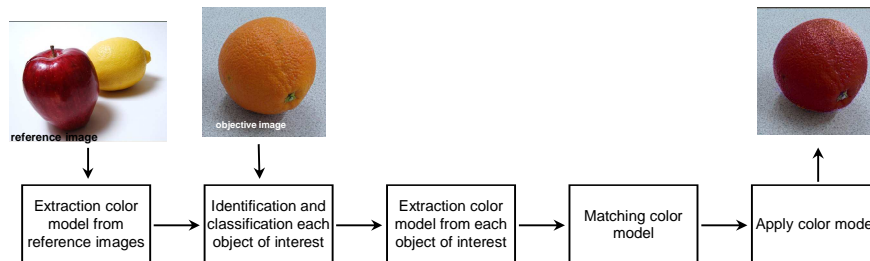 reference image
objective image
Extraction color
model from
reference images
Identification and
classification each
object of interest
Extraction color
model from each
object of interest
Matching color
model
Apply color model